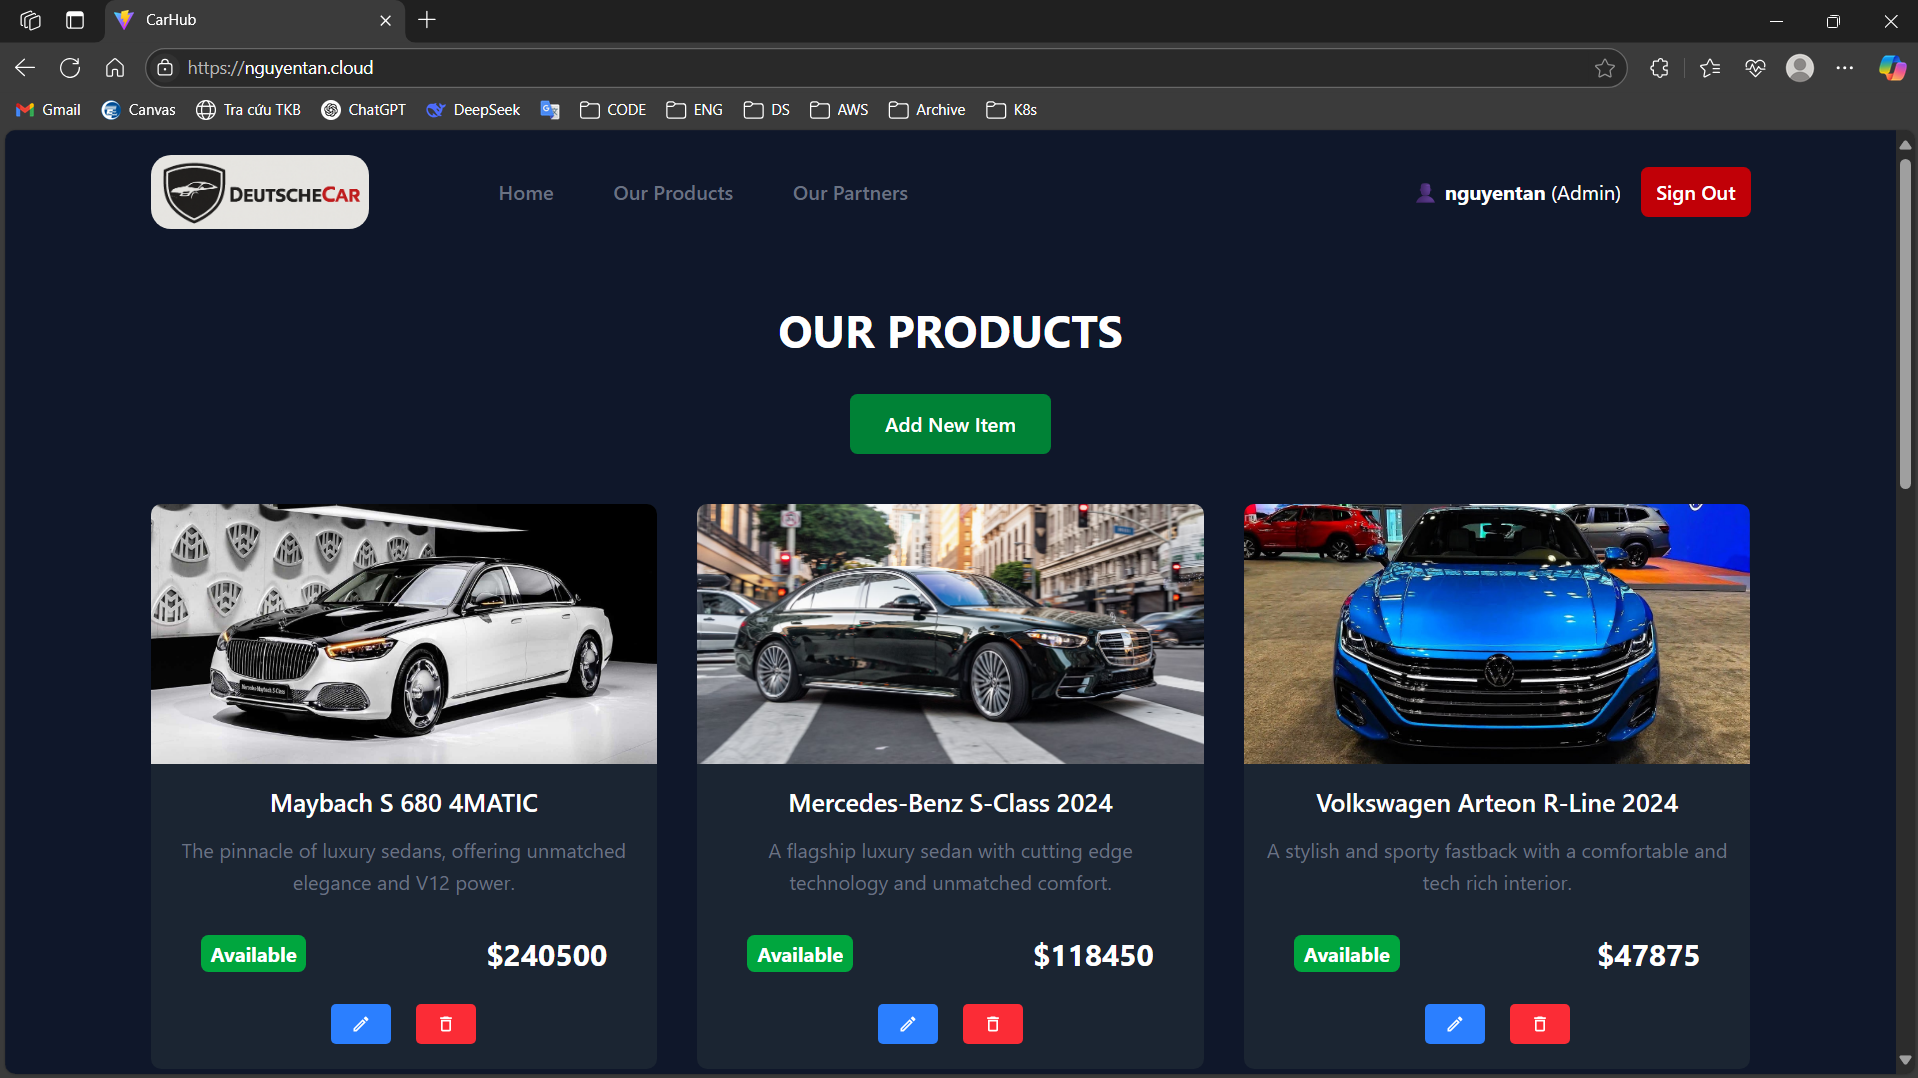 CarHub
https://nguyentan.cloud
Gmail
Canvas
Tra cứu TKB
ChatGPT
DeepSeek
CODE
ENG
DS
AWS
Archive
K8s
DEUTSCHECAR
Home
Our Products
Our Partners
nguyentan (Admin)
Sign Out
OUR PRODUCTS
Add New Item
Maybach S 680 4MATIC
The pinnacle of luxury sedans, offering unmatched
elegance and V12 power.
Available
$240500
Mercedes-Benz S-Class 2024
A flagship luxury sedan with cutting edge
technology and unmatched comfort.
Available
$118450
Volkswagen Arteon R-Line 2024
A stylish and sporty fastback with a comfortable and
tech rich interior.
Available
$47875